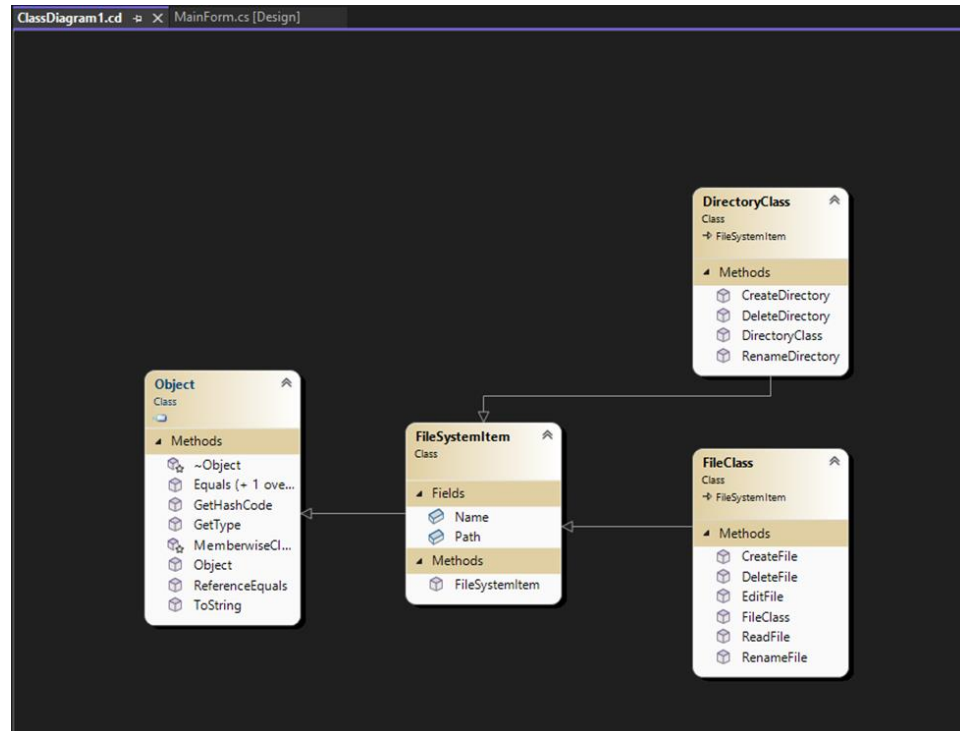 ClassDiagram1.cd
MainForm.cs [Design]
DirectoryClass
Class
FileSystemItem
Methods
CreateDirectory
DeleteDirectory
DirectoryClass
RenameDirectory
Object
Class
Methods
~Object
Equals (+ 1 ove...
GetHashCode
GetType
MemberwiseCl...
Object
ReferenceEquals
ToString
FileSystemItem
Class
Fields
Name
Path
Methods
FileSystemItem
FileClass
Class
FileSystemItem
Methods
CreateFile
DeleteFile
EditFile
FileClass
ReadFile
RenameFile